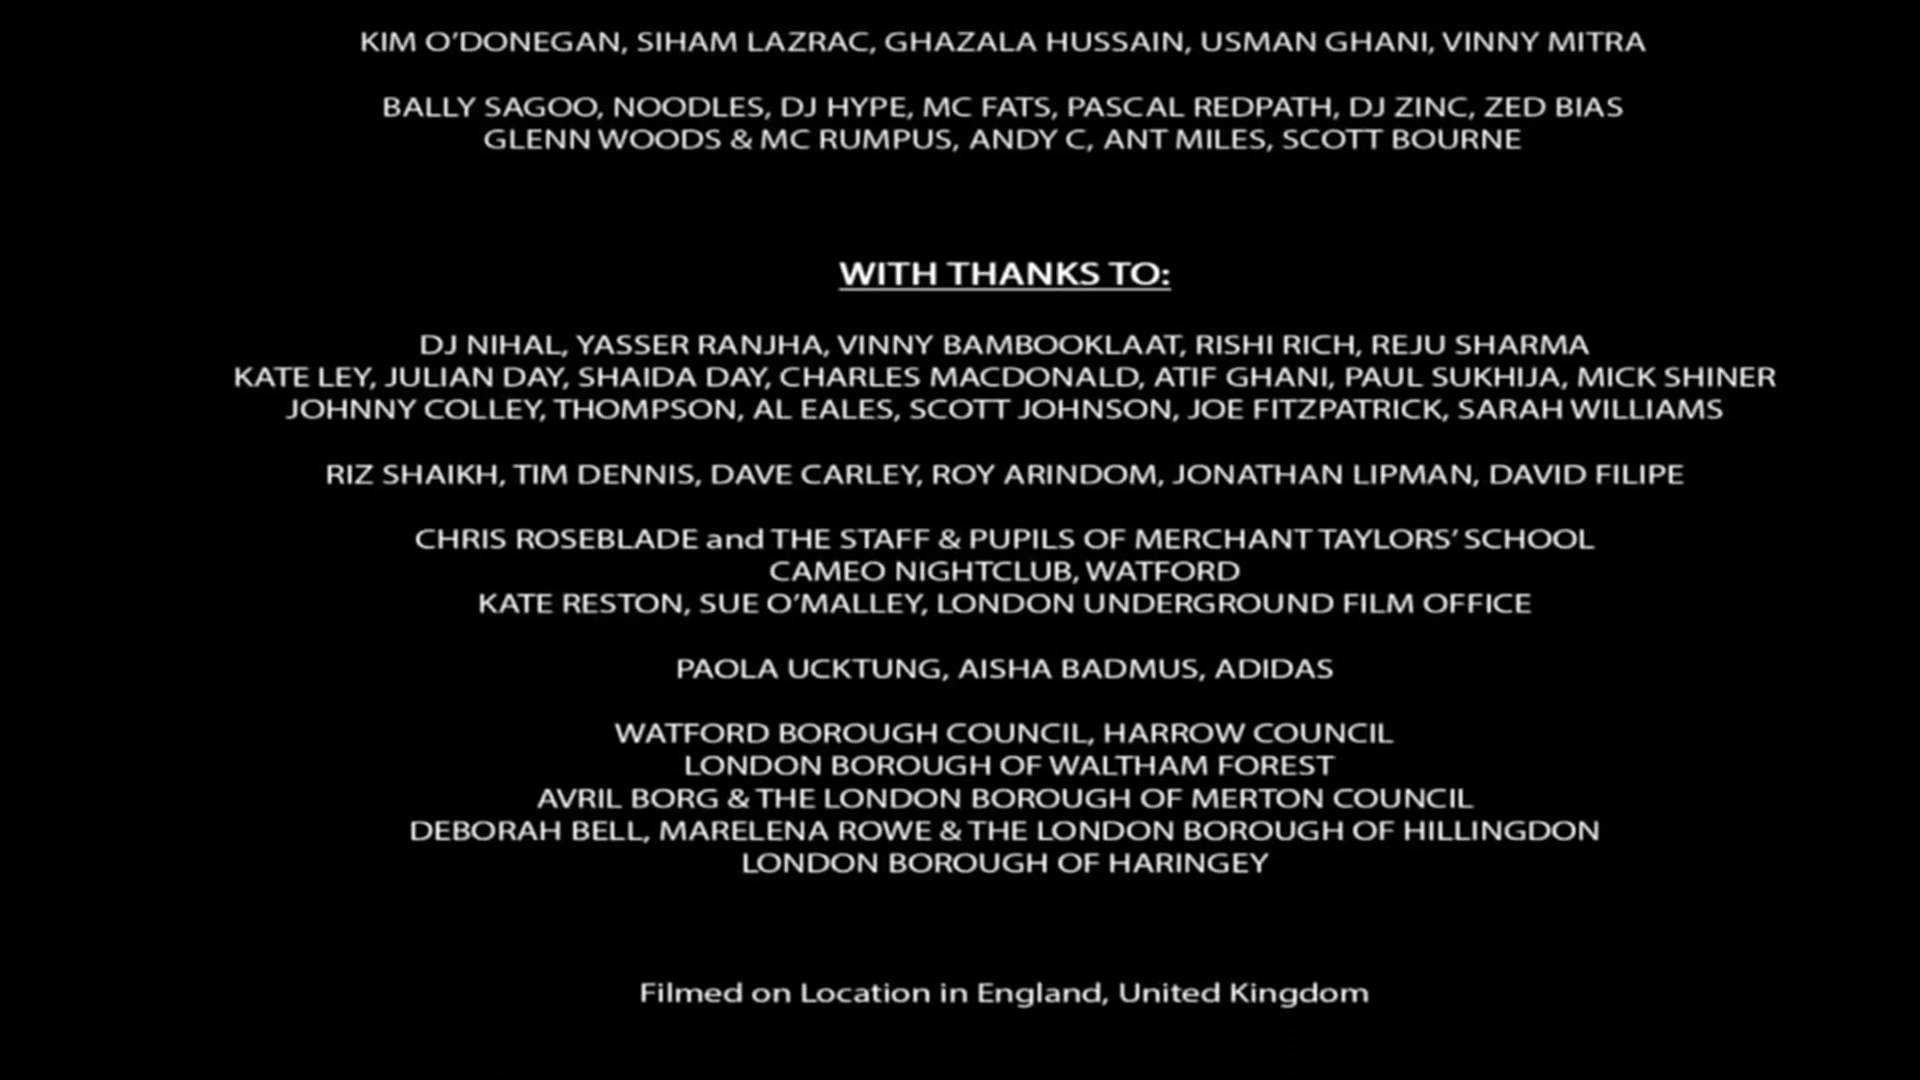 KIM O’DONEGAN, SIHAM LAZRAC, GHAZALA HUSSAIN, USMAN GHANI, VINNY MITRA
BALLY SAGOO, NOODLES, DJ HYPE, MC FATS, PASCAL REDPATH, DJ ZINC, ZED BIAS
GLENN WOODS & MC RUMPUS, ANDY C, ANT MILES, SCOTT BOURNE
WITH THANKS TO:
DJ NIHAL, YASSER RANJHA, VINNY BAMBOOKLAAT, RISHI RICH, REJU SHARMA
KATE LEY, JULIAN DAY, SHAIDA DAY, CHARLES MACDONALD, ATIF GHANI, PAUL SUKHIJA, MICK SHINER
JOHNNY COLLEY, THOMPSON, AL EALES, SCOTT JOHNSON, JOE FITZPATRICK, SARAH WILLIAMS
RIZ SHAIKH, TIM DENNIS, DAVE CARLEY, ROY ARINDOM, JONATHAN LIPMAN, DAVID FILIPE
CHRIS ROSEBLADE and THE STAFF & PUPILS OF MERCHANT TAYLORS’ SCHOOL
CAMEO NIGHTCLUB, WATFORD
KATE RESTON, SUE O’MALLEY, LONDON UNDERGROUND FILM OFFICE
PAOLA UCKTUNG, AISHA BADMUS, ADIDAS
WATFORD BOROUGH COUNCIL, HARROW COUNCIL
LONDON BOROUGH OF WALTHAM FOREST
AVRIL BORG & THE LONDON BOROUGH OF MERTON COUNCIL
DEBORAH BELL, MARELENA ROWE & THE LONDON BOROUGH OF HILLINGDON
LONDON BOROUGH OF HARINGEY
Filmed on Location in England, United Kingdom